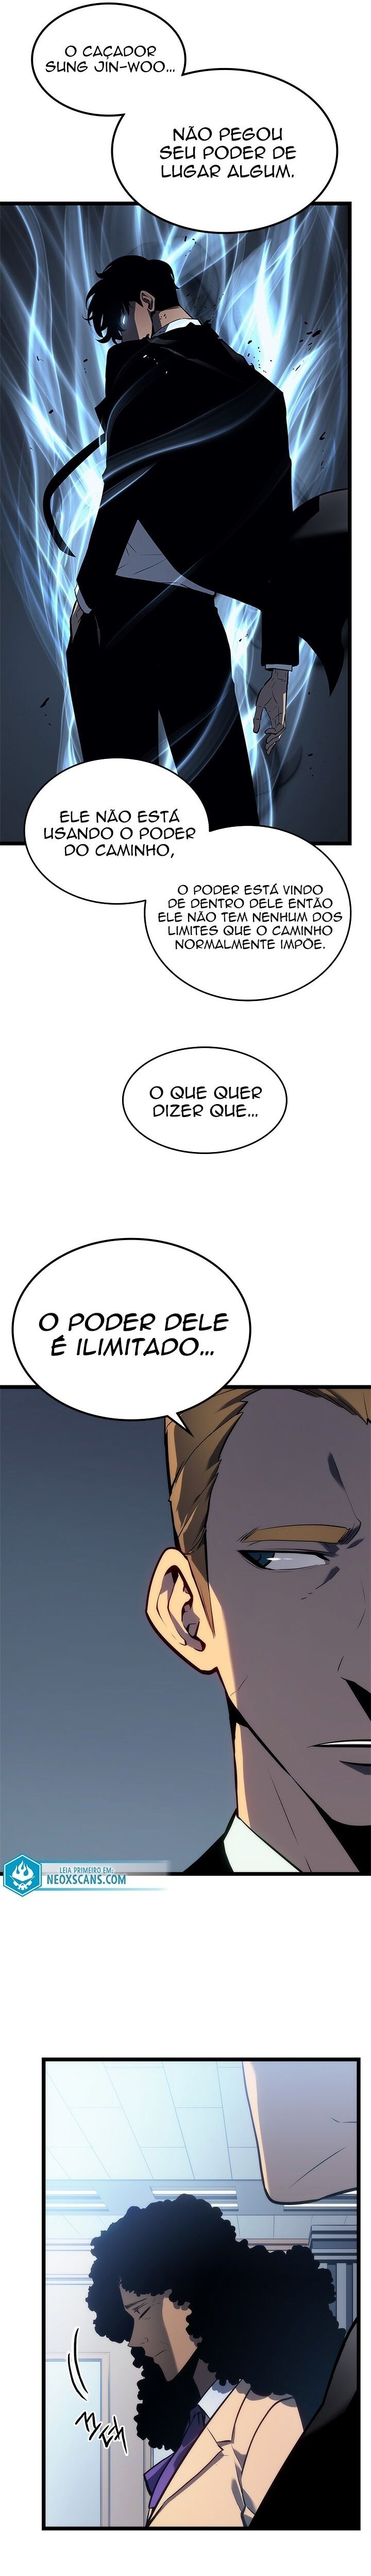 O CAÇADOR
SUNG JIN-WOO...
NÃO PEGOU
SEU PODER DE
LUGAR ALGUM.
ELE NÃO ESTÁ
USANDO O PODER
DO CAMINHO,
O PODER ESTÁ VINDO
DE DENTRO DELE ENTÃO
ELE NÃO TEM NENHUM DOS
LIMITES QUE O CAMINHO
NORMALMENTE IMPÕE.
O QUE QUER
DIZER QUE...
O PODER DELE
É ILIMITADO...
LEIA PRIMEIRO EM:
NEOXSCANS.COM